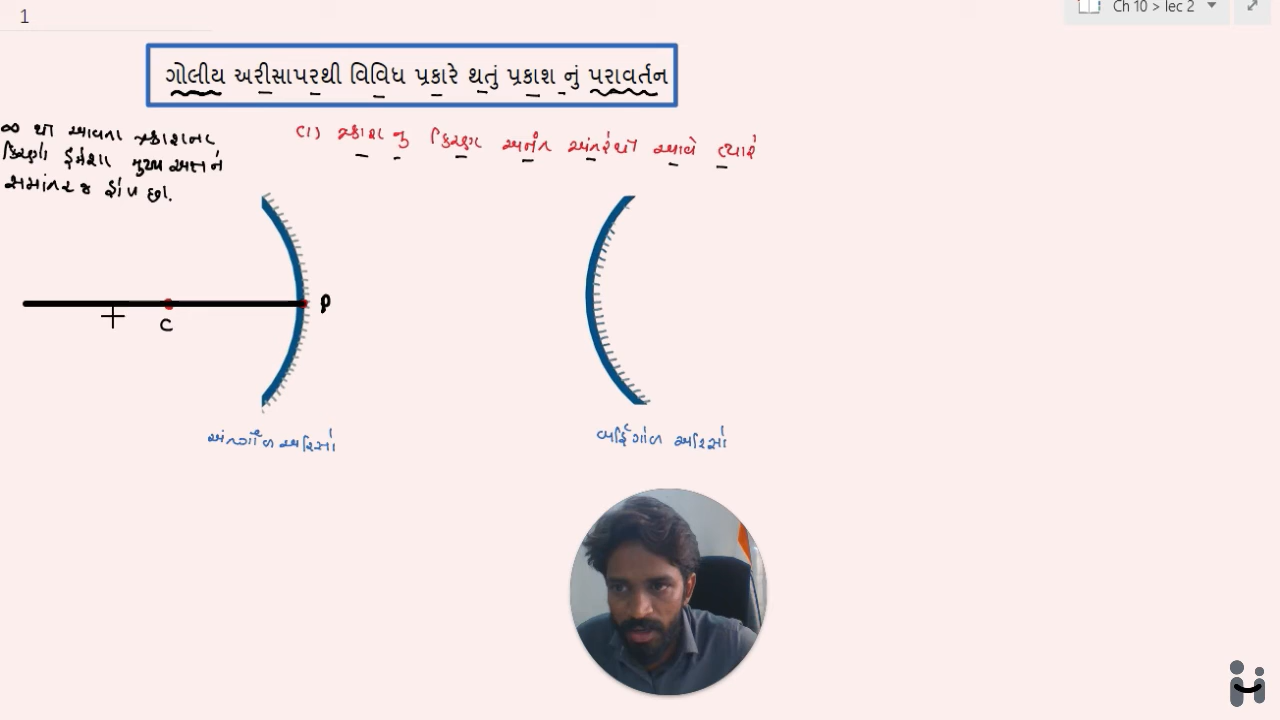 1
Ch 10 > lec 2
ગોલીય અરીસાપરથી વિવિધ પ્રકારે થતું પ્રકાશ નું પરાવર્તન
∞ થી આવતા પ્રકાશના
કિરણો હંમેશા મુખ્ય અક્ષને
સમાંતર જ હોય છે.
(1) પ્રકાશ નું કિરણ અનંત અંતરેથી આવે ત્યારે
P
C
અંતર્ગોળ અરિસો
બહિર્ગોળ અરિસો